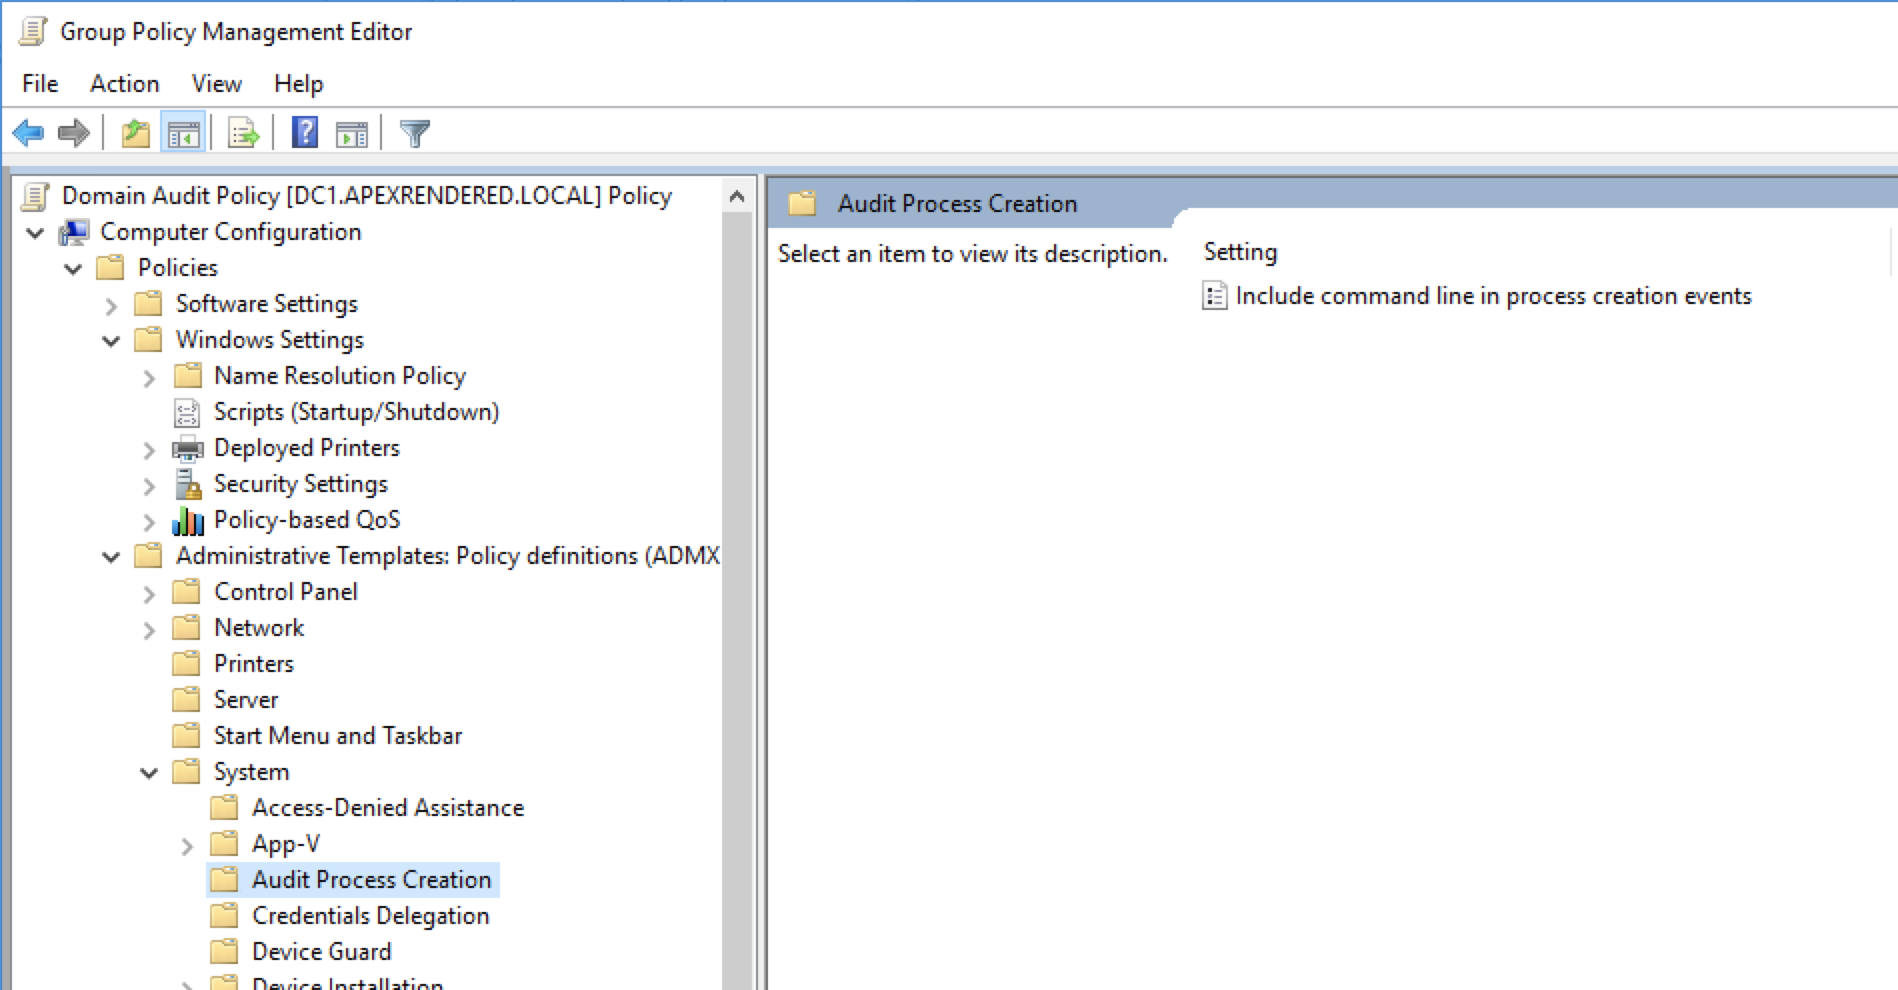 Group Policy Management Editor
File Action View Help
Domain Audit Policy [DC1.APEXRENDERED.LOCAL] Policy
Computer Configuration
Policies
Software Settings
Windows Settings
Name Resolution Policy
Scripts (Startup/Shutdown)
Deployed Printers
Security Settings
Policy-based QoS
Administrative Templates: Policy definitions (ADMX
Control Panel
Network
Printers
Server
Start Menu and Taskbar
System
Access-Denied Assistance
App-V
Audit Process Creation
Credentials Delegation
Device Guard
Device Installation
Audit Process Creation
Select an item to view its description.
Setting
Include command line in process creation events